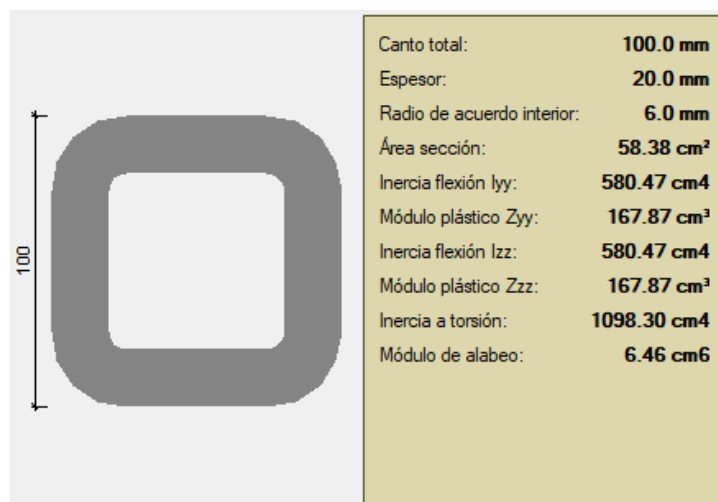 100
Canto total: 100.0 mm
Espesor: 20.0 mm
Radio de acuerdo interior: 6.0 mm
Área sección: 58.38 cm²
Inercia flexión Iyy: 580.47 cm4
Módulo plástico Zyy: 167.87 cm³
Inercia flexión Izz: 580.47 cm4
Módulo plástico Zzz: 167.87 cm³
Inercia a torsión: 1098.30 cm4
Módulo de alabeo: 6.46 cm6